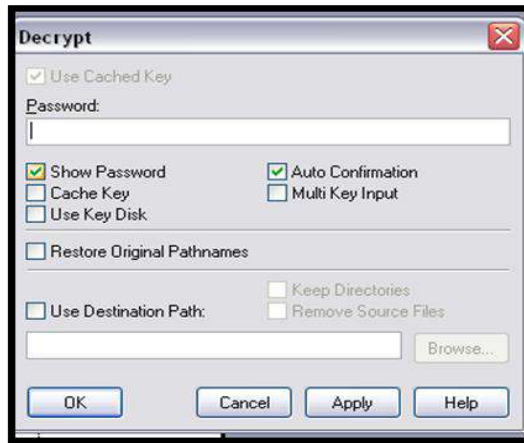 Decrypt
Use Cached Key
Password:
Show Password
Auto Confirmation
Cache Key
Multi Key Input
Use Key Disk
Restore Original Pathnames
Keep Directories
Use Destination Path:
Remove Source Files
Browse...
OK
Cancel
Apply
Help